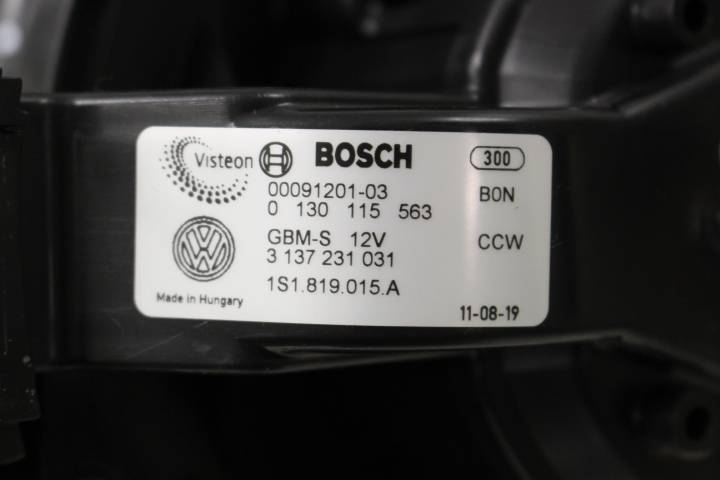 Visteon BOSCH 300
00091201-03 B0N
0 130 115 563
GBM-S 12V CCW
3 137 231 031
1S1.819.015.A
Made in Hungary 11-08-19